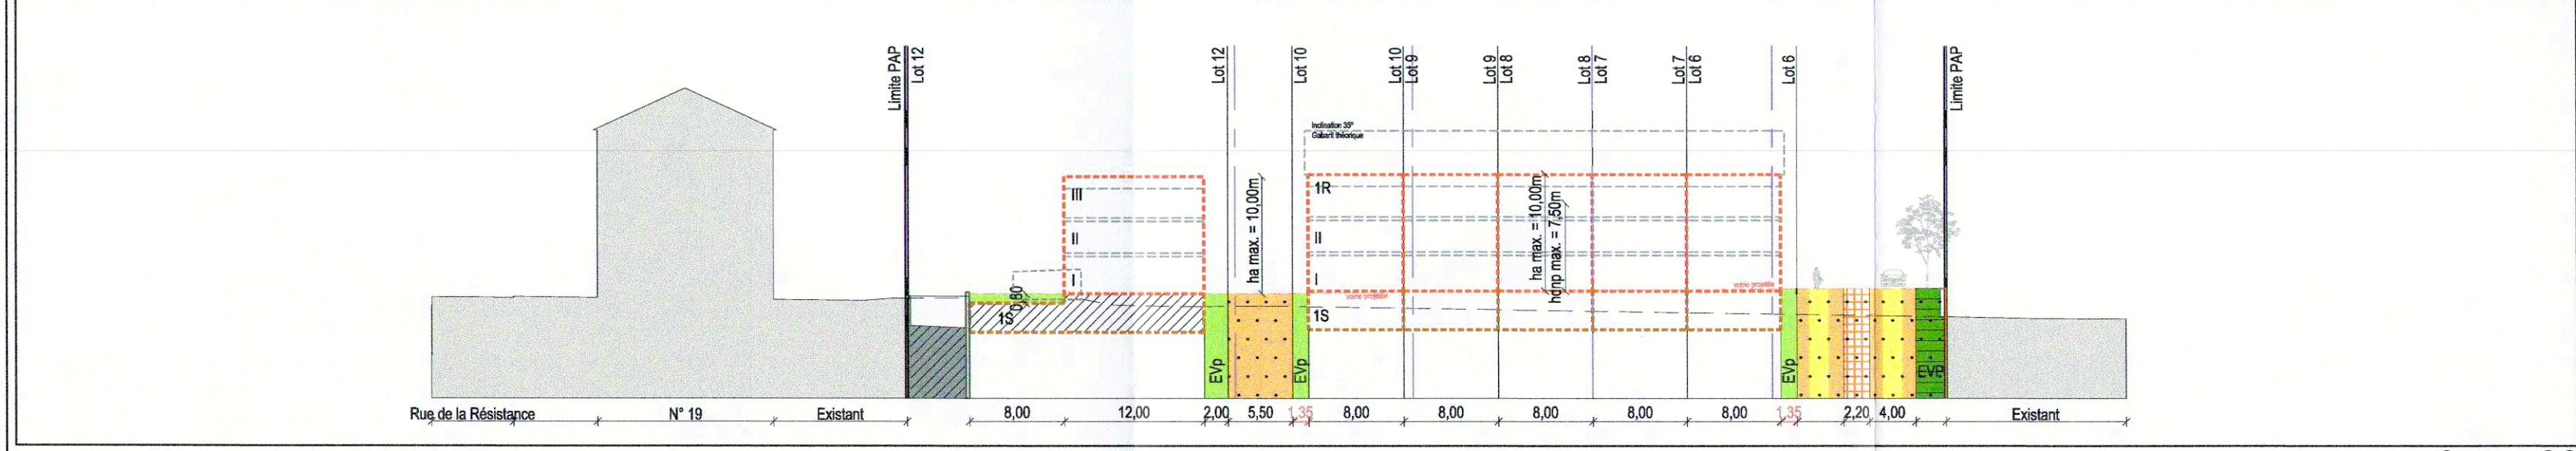 Limite PAP
Lot 12
Lot 12
Lot 10
Lot 10
Lot 9
Lot 9
Lot 8
Lot 8
Lot 7
Lot 7
Lot 6
Lot 6
Limite PAP
Inclination 35°
Gabarit théorique
III
II
I
0,80
1S
ha max. = 10,00m
1R
II
I
1S
ha max. = 10,00m
hdnp max. = 7,50m
voirie projetée
voirie projetée
EVp
EVp
EVp
EVp
Rue de la Résistance
N° 19
Existant
8,00
12,00
2,00
5,50
1,35
8,00
8,00
8,00
8,00
8,00
1,35
2,20
4,00
Existant